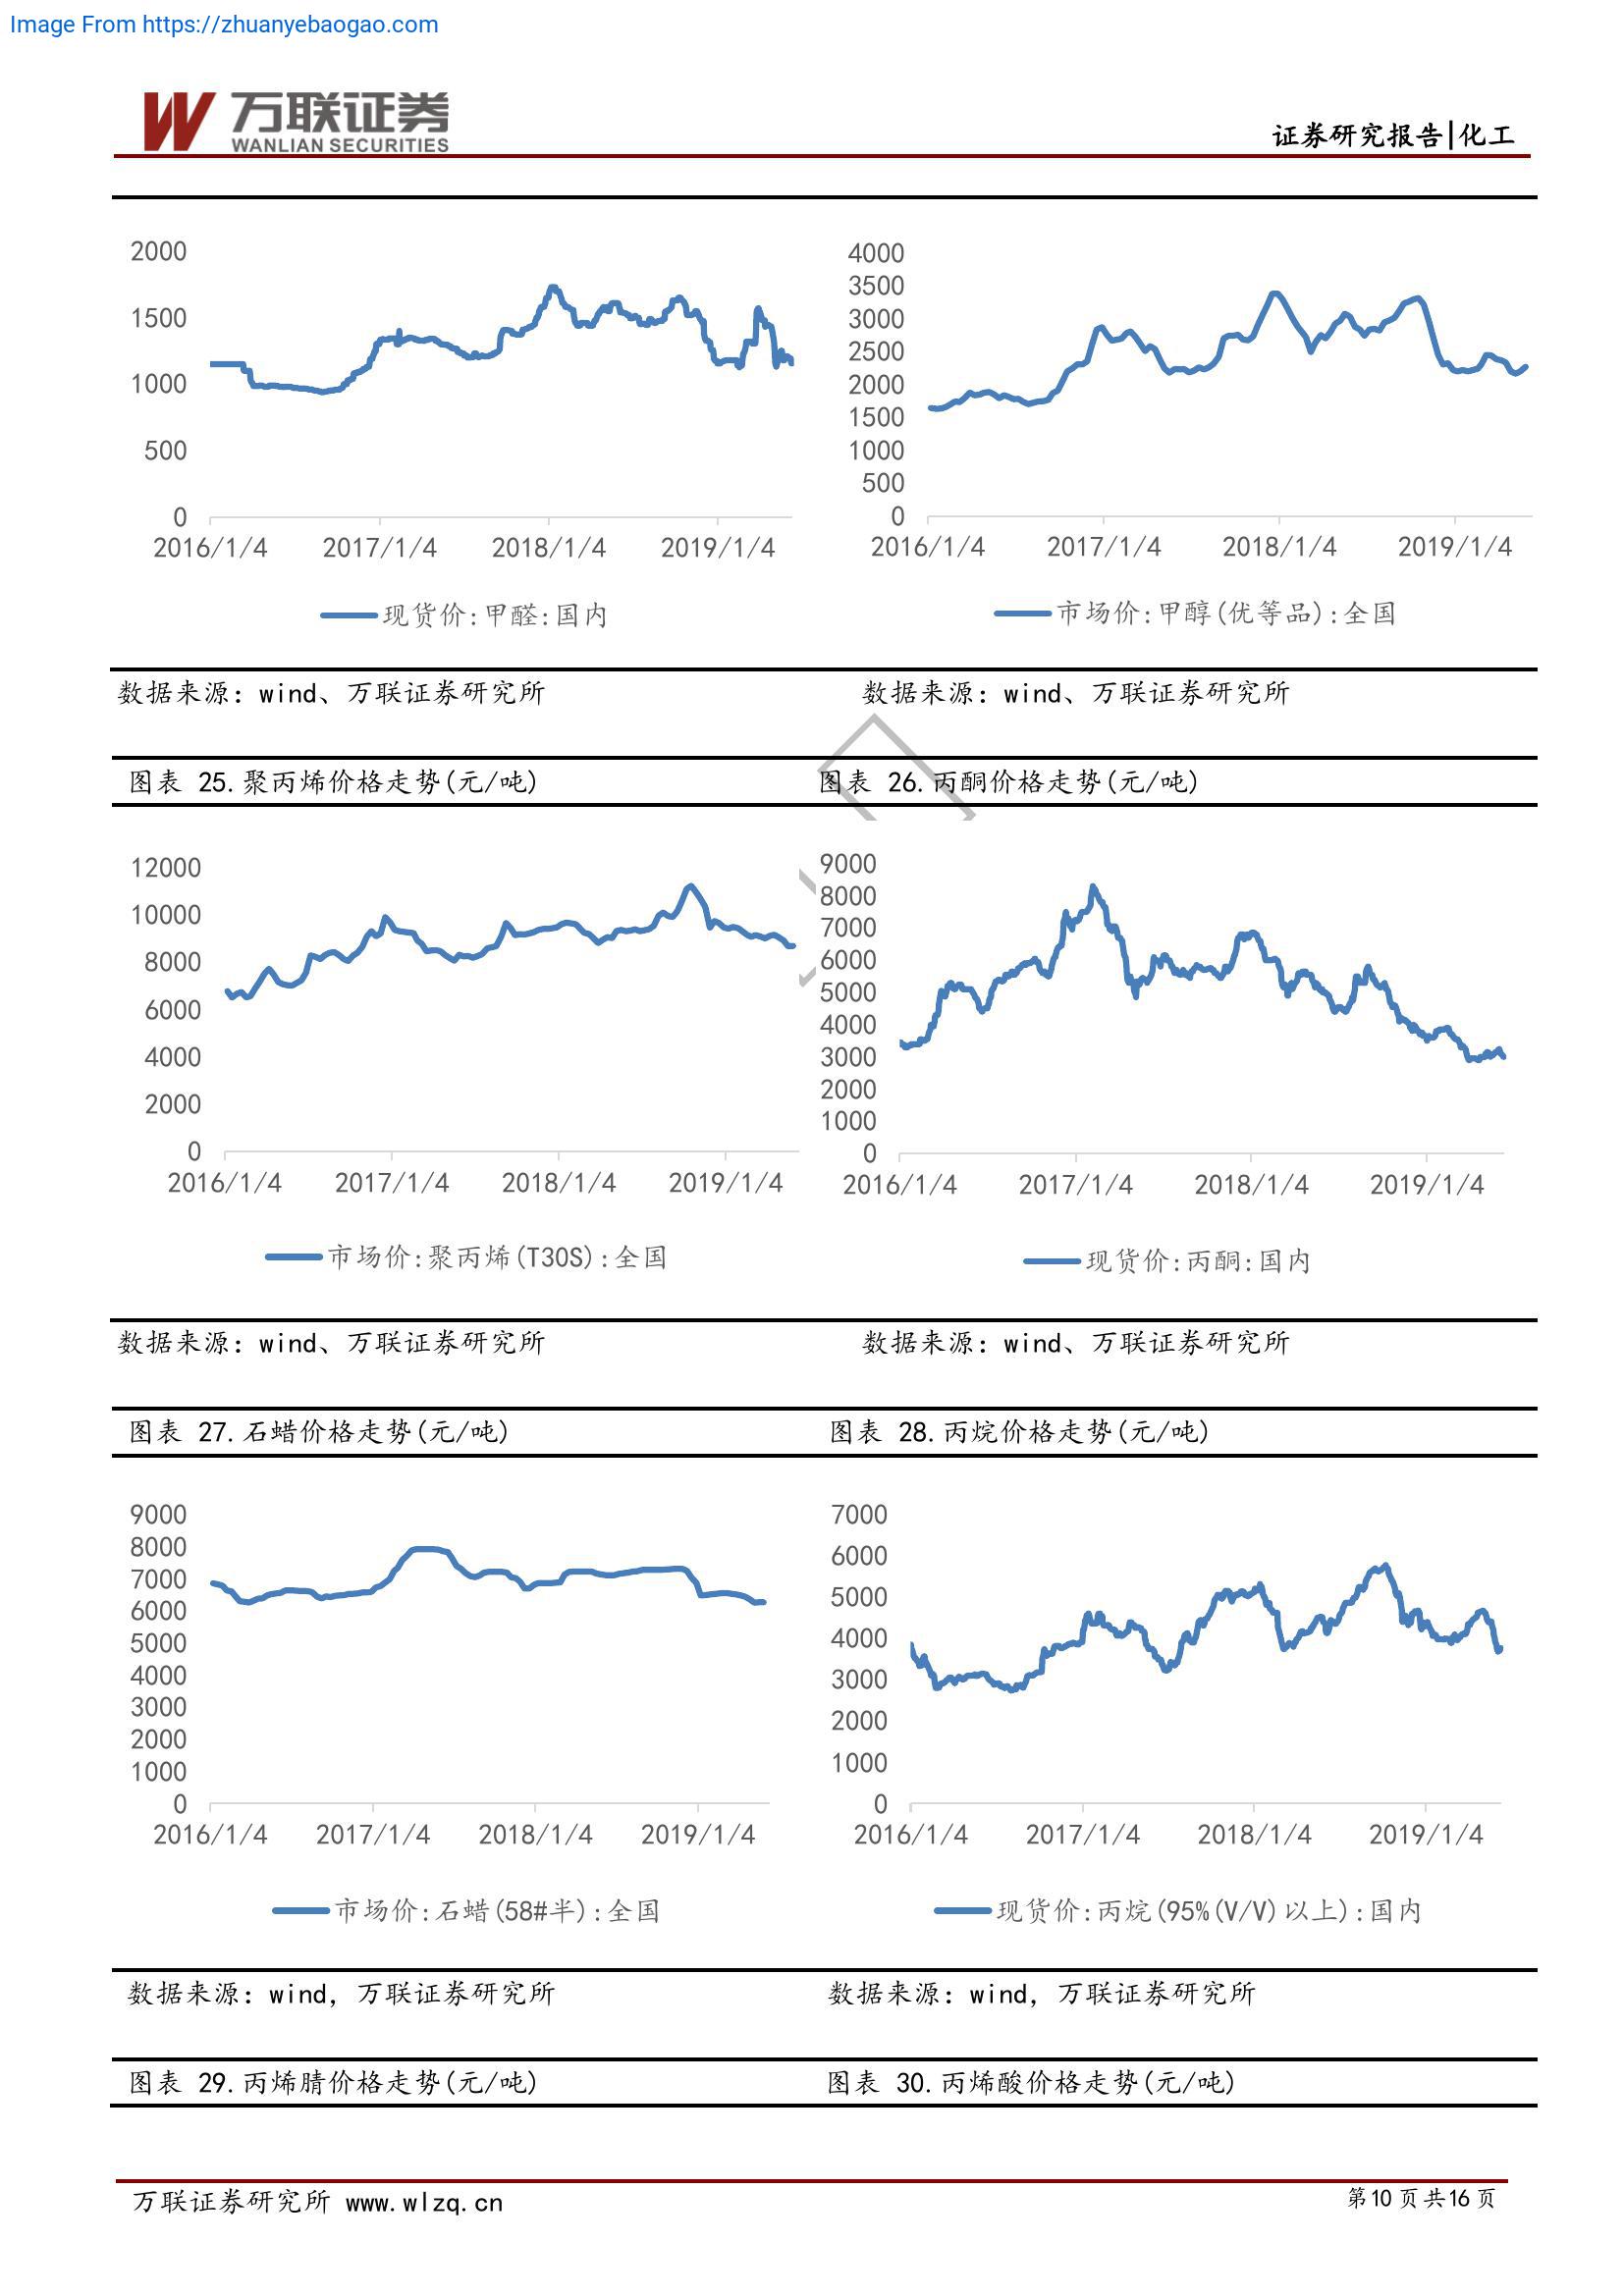 Image From https://zhuanyebaogao.com
万联证券
WANLIAN SECURITIES
证券研究报告|化工
2000
1500
1000
500
0
2016/1/4 2017/1/4 2018/1/4 2019/1/4
现货价:甲醛:国内
4000
3500
3000
2500
2000
1500
1000
500
0
2016/1/4 2017/1/4 2018/1/4 2019/1/4
市场价:甲醇(优等品):全国
数据来源：wind、万联证券研究所
数据来源：wind、万联证券研究所
图表 25.聚丙烯价格走势(元/吨)
图表 26.丙酮价格走势(元/吨)
12000
10000
8000
6000
4000
2000
0
2016/1/4 2017/1/4 2018/1/4 2019/1/4
市场价:聚丙烯(T30S):全国
9000
8000
7000
6000
5000
4000
3000
2000
1000
0
2016/1/4 2017/1/4 2018/1/4 2019/1/4
现货价:丙酮:国内
数据来源：wind、万联证券研究所
数据来源：wind、万联证券研究所
图表 27.石蜡价格走势(元/吨)
图表 28.丙烷价格走势(元/吨)
9000
8000
7000
6000
5000
4000
3000
2000
1000
0
2016/1/4 2017/1/4 2018/1/4 2019/1/4
市场价:石蜡(58#半):全国
7000
6000
5000
4000
3000
2000
1000
0
2016/1/4 2017/1/4 2018/1/4 2019/1/4
现货价:丙烷(95%(V/V)以上):国内
数据来源：wind，万联证券研究所
数据来源：wind，万联证券研究所
图表 29.丙烯腈价格走势(元/吨)
图表 30.丙烯酸价格走势(元/吨)
万联证券研究所 www.wlzq.cn
第10页共16页